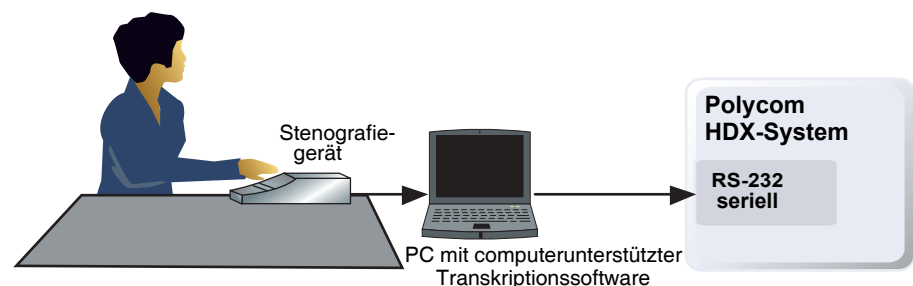 Stenografie-
gerät
PC mit computerunterstützter
Transkriptionssoftware
Polycom
HDX-System
RS-232
seriell